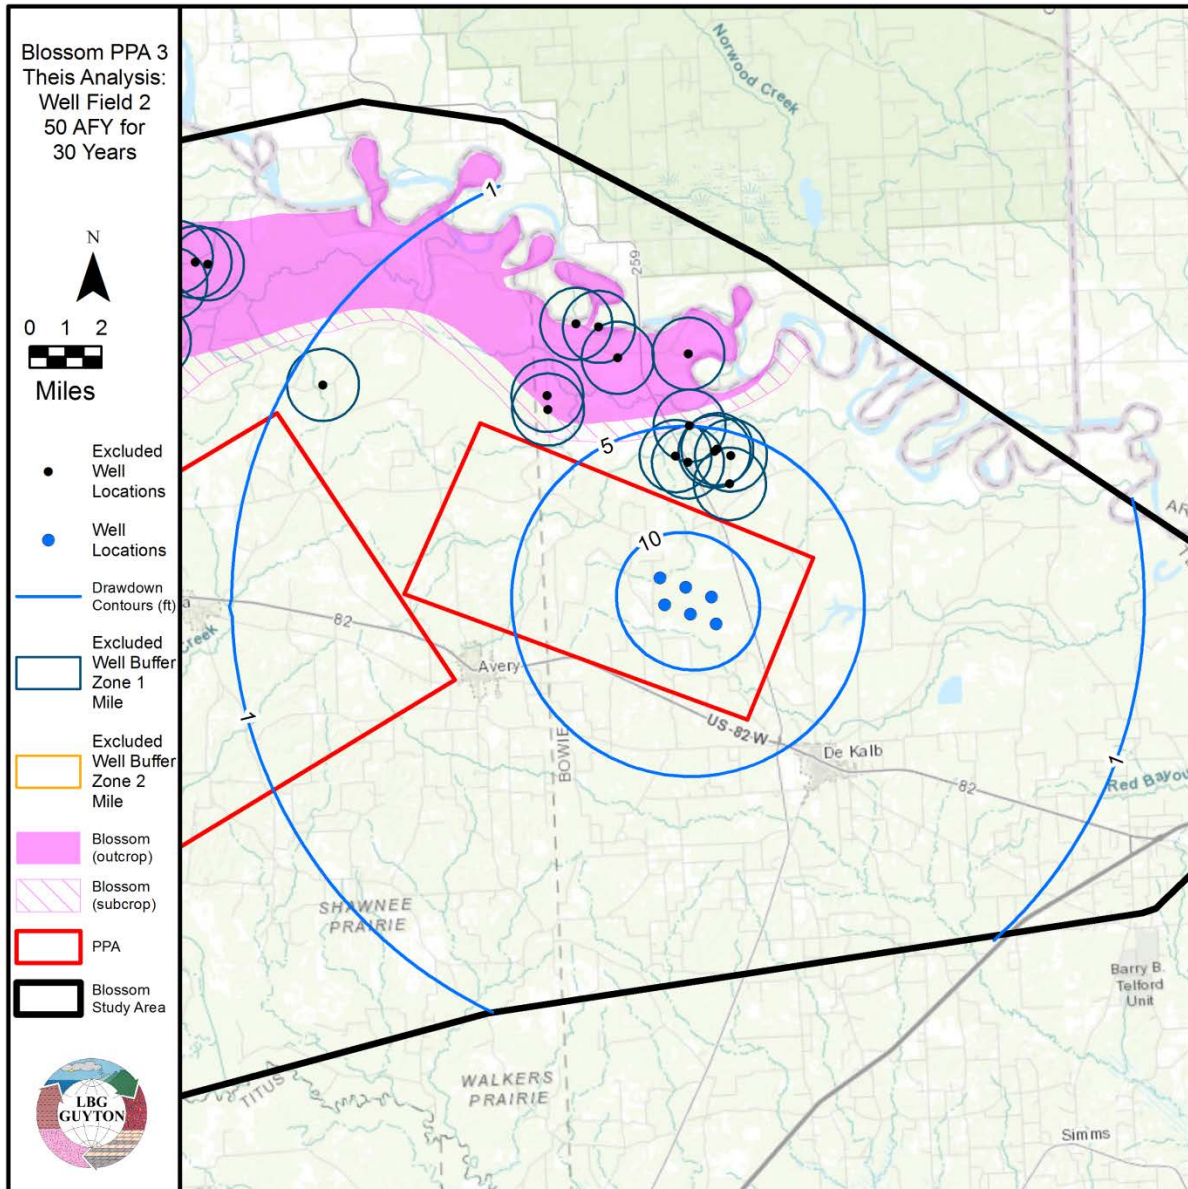 Blossom PPA 3
Theis Analysis:
Well Field 2
50 AFY for
30 Years
N
0 1 2
Miles
Excluded
Well
Locations
Well
Locations
Drawdown
Contours (ft)
Excluded
Well Buffer
Zone 1
Mile
Excluded
Well Buffer
Zone 2
Mile
Blossom
(outcrop)
Blossom
(subcrop)
PPA
Blossom
Study Area
LBG
GUYTON
Norwood Creek
259
1
5
10
AR
82
Creek
Avery
1
US-82-W
De Kalb
BOWIE
1
82
Red Bayou
SHAWNEE
PRAIRIE
Barry B.
Telford
Unit
TITUS
WALKERS
PRAIRIE
Simms